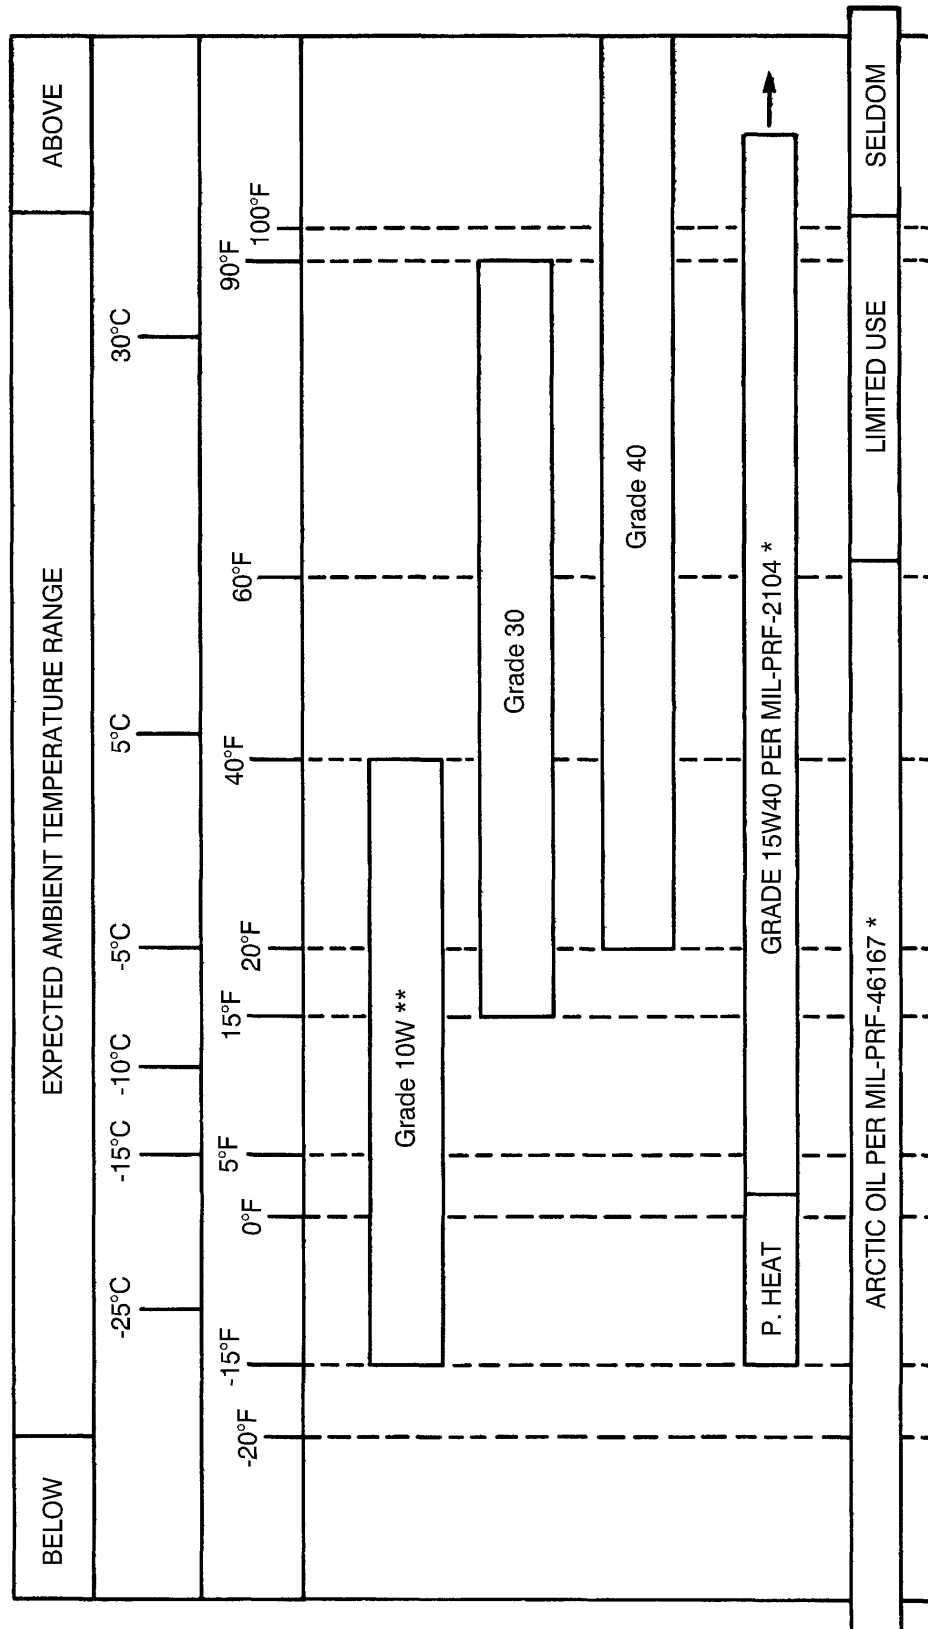 BELOW
EXPECTED AMBIENT TEMPERATURE RANGE
ABOVE
-25°C
-15°C
-10°C
-5°C
5°C
30°C
-20°F
-15°F
0°F
5°F
15°F
20°F
40°F
60°F
90°F
100°F
Grade 10W **
Grade 30
Grade 40
P. HEAT
GRADE 15W40 PER MIL-PRF-2104 *
ARCTIC OIL PER MIL-PRF-46167 *
LIMITED USE
SELDOM